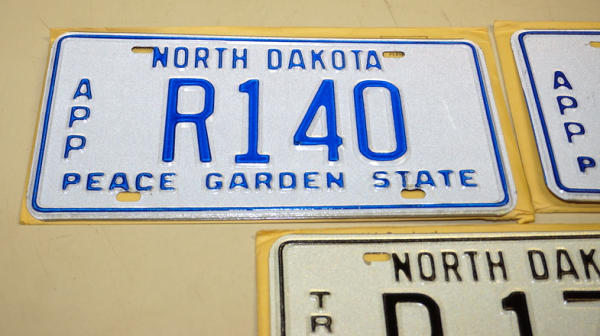 NORTH DAKOTA
APP
R140
PEACE GARDEN STATE
APP
P
NORTH DAK
TR